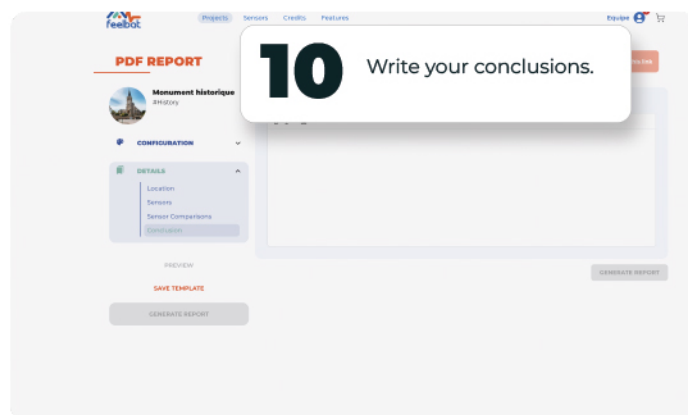 feelbat
Projects Sensors Credits Features
Equipe
10
Write your conclusions.
PDF REPORT
Monument historique
#History
CONFIGURATION
DETAILS
Location
Sensors
Sensor Comparisons
Conclusion
PREVIEW
SAVE TEMPLATE
GENERATE REPORT
GENERATE REPORT